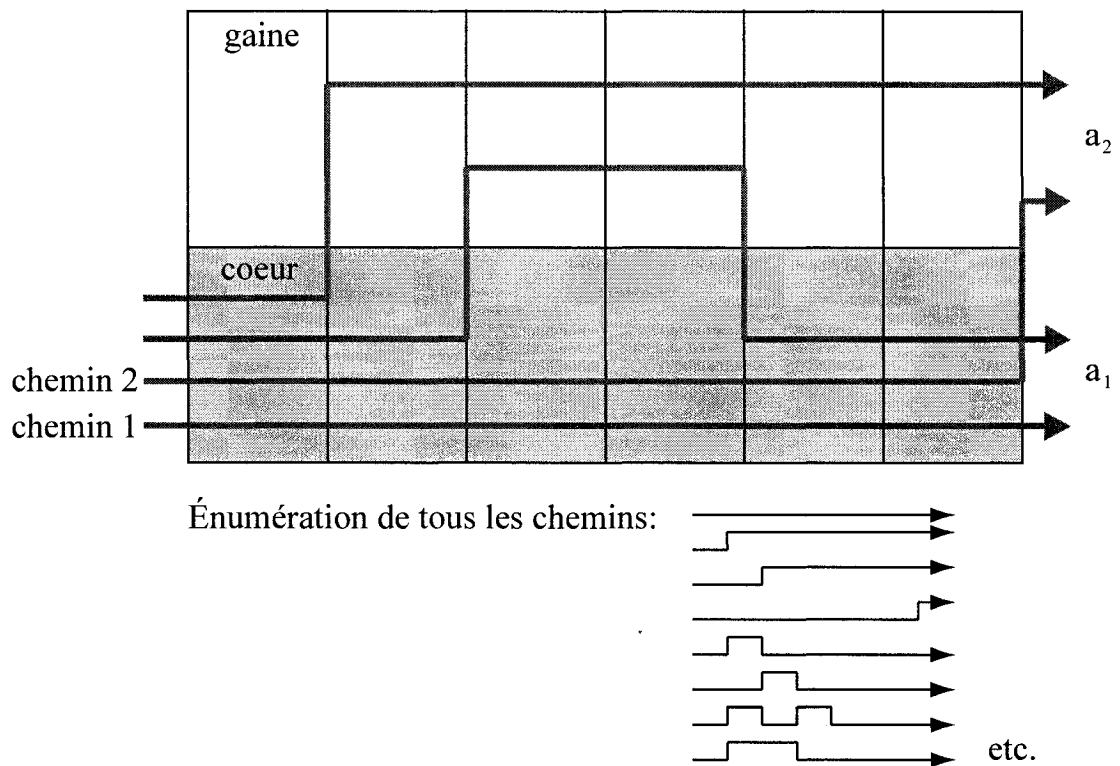 gaine
a₂
coeur
chemin 2
a₁
chemin 1
Énumération de tous les chemins:
etc.